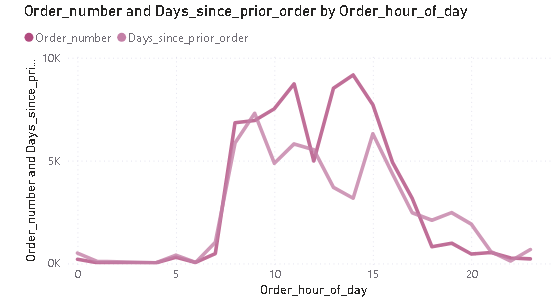 Order_number and Days_since_prior_order by Order_hour_of_day
Order_number Days_since_prior_order
10K
5K
0K
Order_number and Days_since_pri...
0 5 10 15 20
Order_hour_of_day